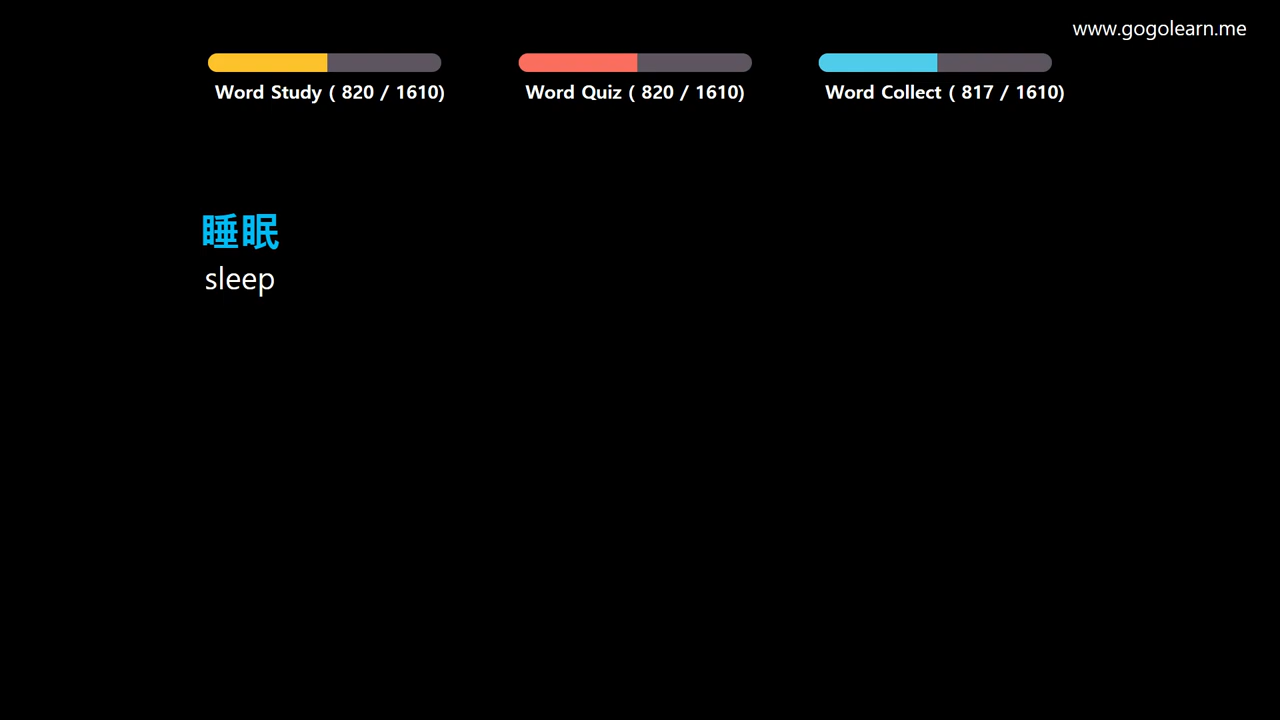 www.gogolearn.me
Word Study ( 820 / 1610)
Word Quiz ( 820 / 1610)
Word Collect ( 817 / 1610)
睡眠
sleep